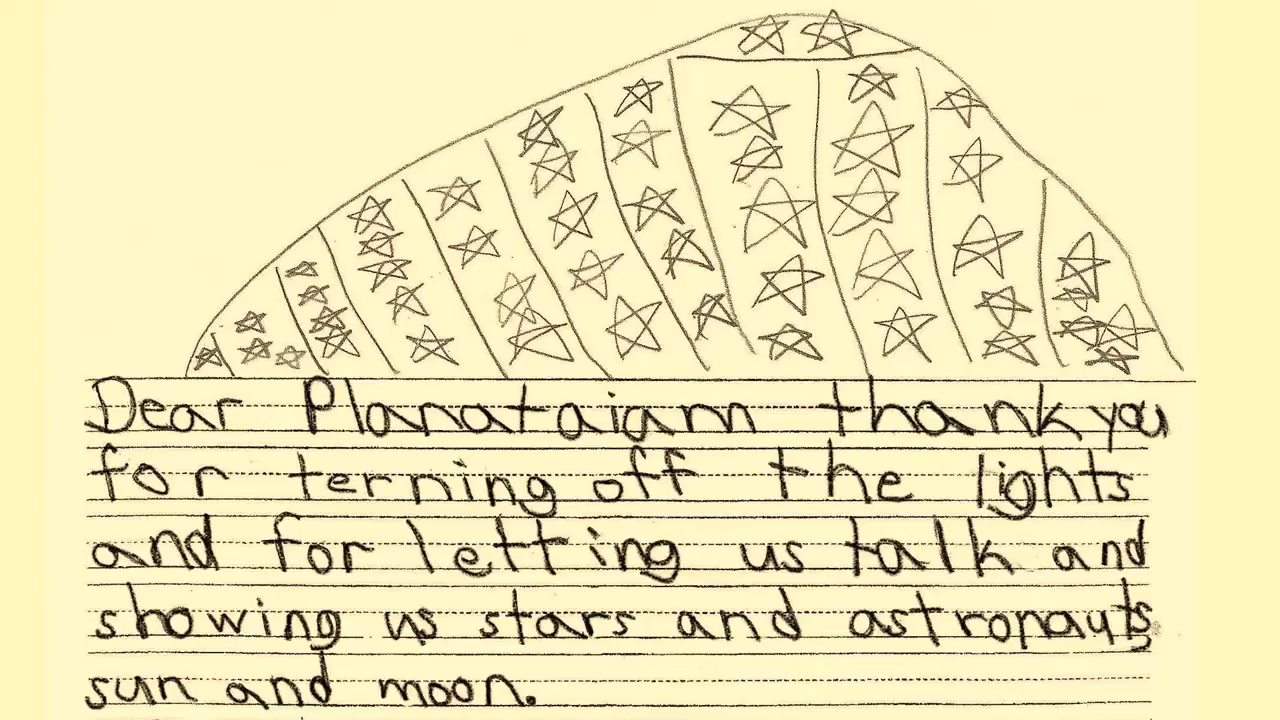 Dear Planataiam thank you
for terning off the lights
and for letting us talk and
showing us stars and astronauts
sun and moon.